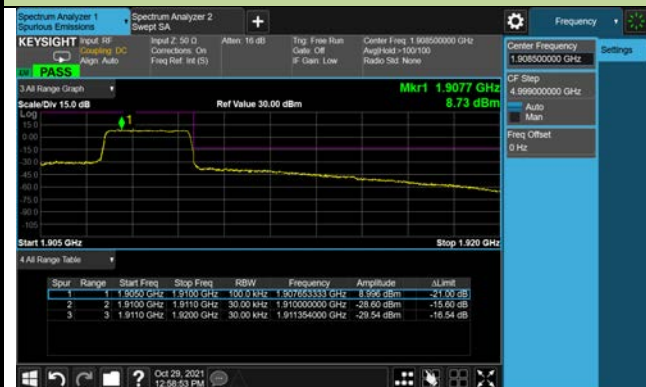 Spectrum Analyzer 1
Spurious Emissions
Spectrum Analyzer 2
Swept SA
+
Frequency
KEYSIGHT
Input: RF
Coupling: DC
Align: Auto
Input Z: 50 Ω
Corrections: On
Freq Ref: Int (S)
Atten: 16 dB
Trig: Free Run
Gate: Off
IF Gain: Low
Center Freq: 1.908500000 GHz
Avg|Hold:>100/100
Radio Std: None
PASS
Center Frequency
1.908500000 GHz
Settings
CF Step
4.999000000 GHz
Auto
Man
Freq Offset
0 Hz
3 All Range Graph
Mkr1 1.9077 GHz
8.73 dBm
Scale/Div 15.0 dB
Ref Value 30.00 dBm
Log
15.0
0.00
-15.0
-30.0
-45.0
-60.0
-75.0
-90.0
-105
1
Start 1.905 GHz
Stop 1.920 GHz
4 All Range Table
Spur Range Start Freq Stop Freq RBW Frequency Amplitude ΔLimit
1 1 1.9050 GHz 1.9100 GHz 100.0 kHz 1.907653333 GHz 8.996 dBm -21.00 dB
2 2 1.9100 GHz 1.9110 GHz 30.00 kHz 1.910000000 GHz -28.60 dBm -15.60 dB
3 3 1.9110 GHz 1.9200 GHz 30.00 kHz 1.911354000 GHz -29.54 dBm -16.54 dB
?
Oct 29, 2021
12:58:53 PM